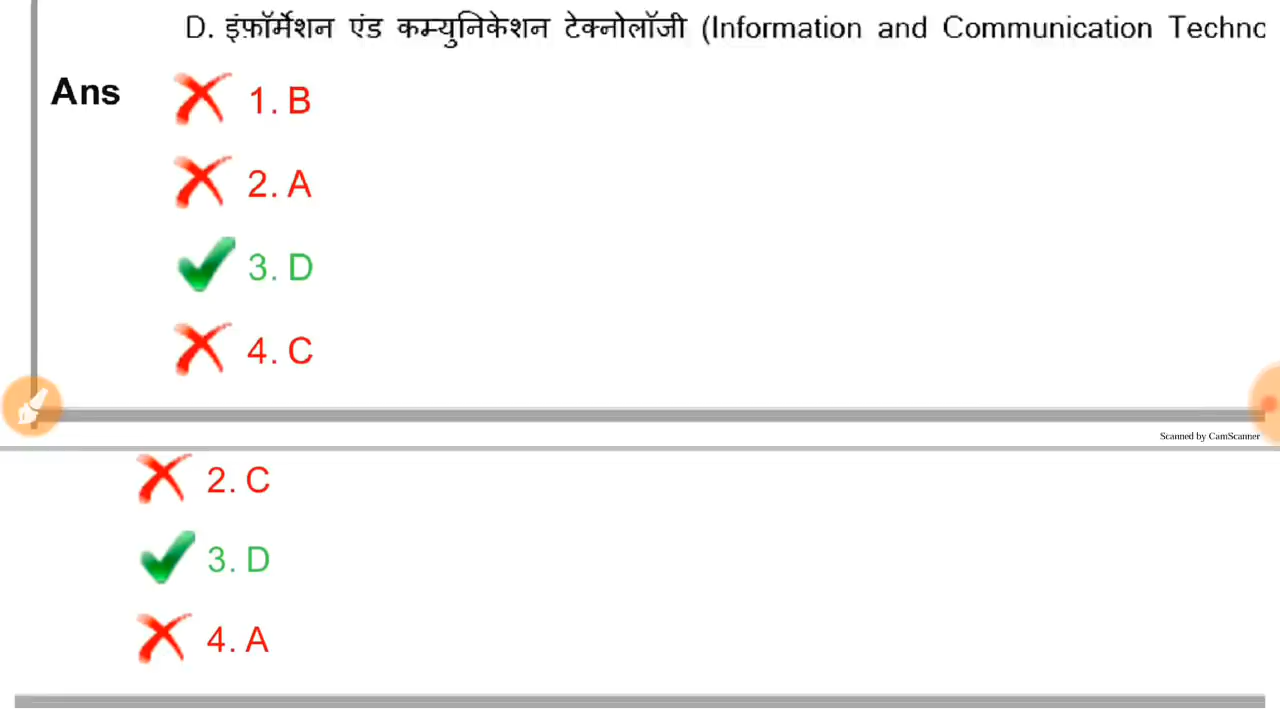 D. इंफ़ॉर्मेशन एंड कम्युनिकेशन टेक्नोलॉजी (Information and Communication Techno
Ans
1. B
2. A
3. D
4. C
Scanned by CamScanner
2. C
3. D
4. A